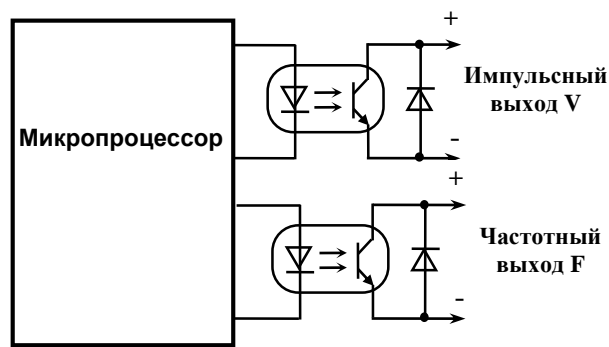 +
Импульсный
выход V
Микропроцессор
-
+
Частотный
выход F
-